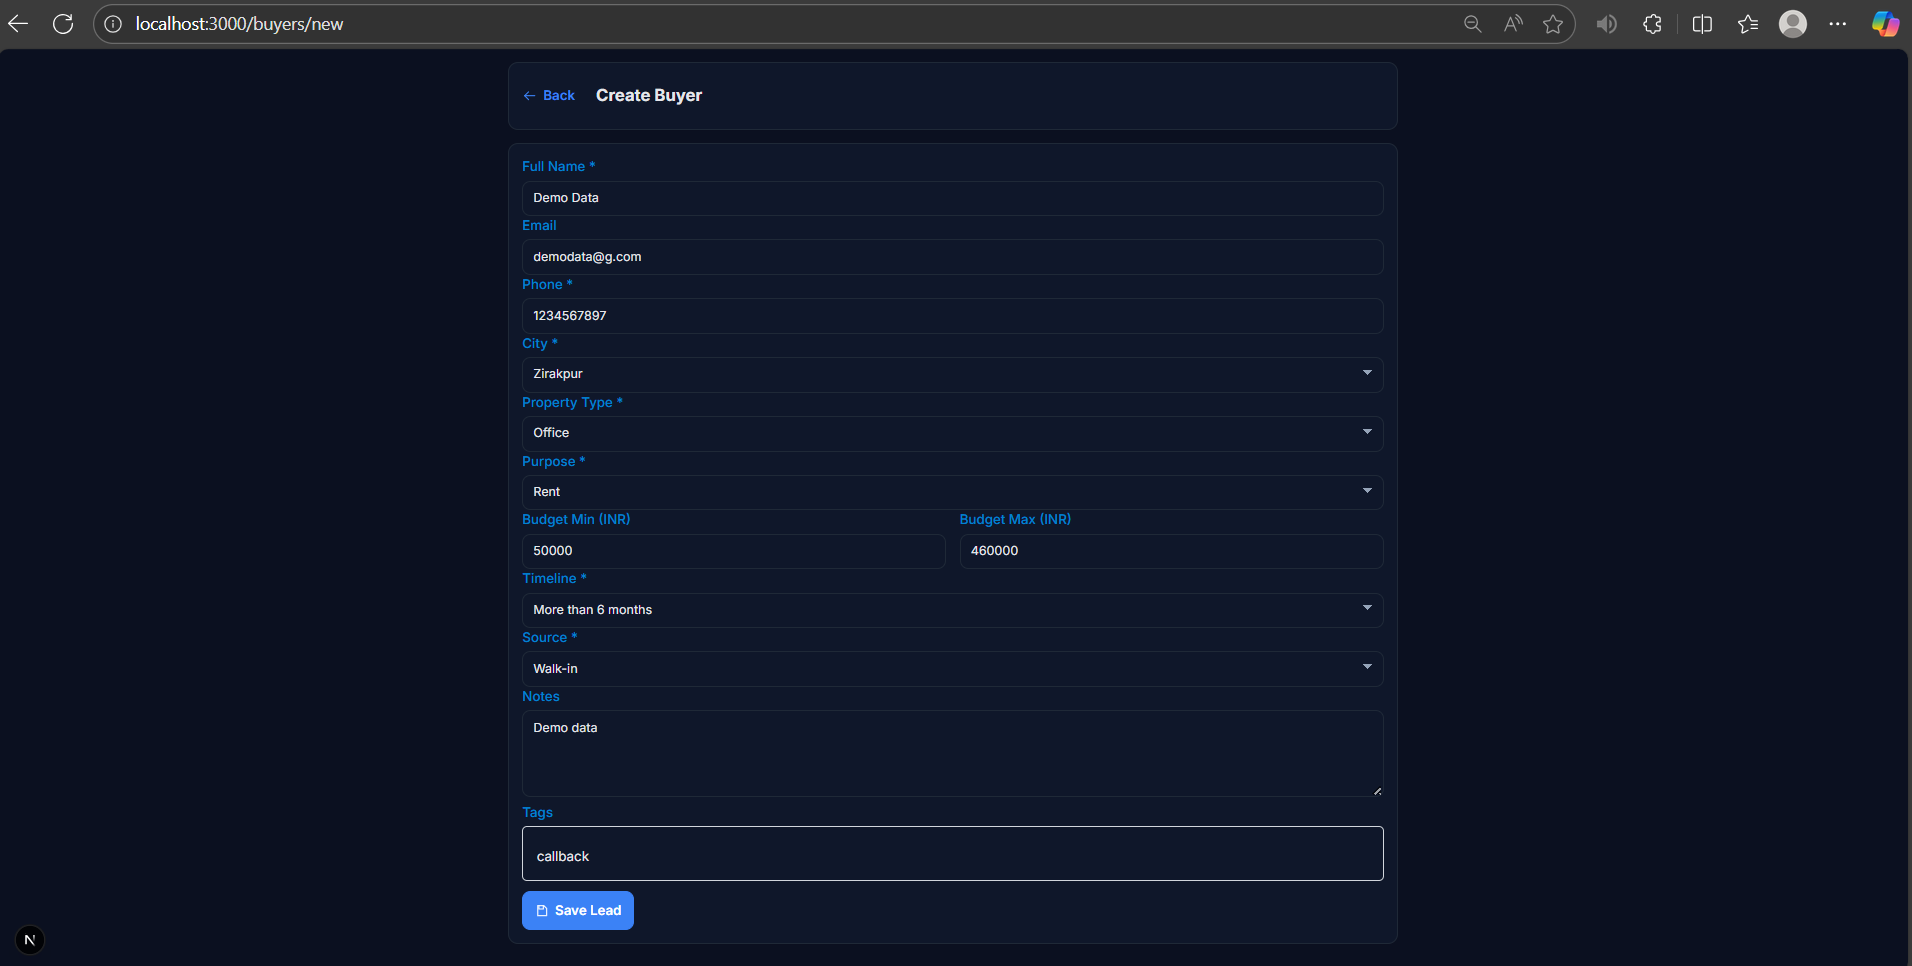 localhost:3000/buyers/new
← Back Create Buyer
Full Name *
Demo Data
Email
demodata@g.com
Phone *
1234567897
City *
Zirakpur
Property Type *
Office
Purpose *
Rent
Budget Min (INR) Budget Max (INR)
50000 460000
Timeline *
More than 6 months
Source *
Walk-in
Notes
Demo data
Tags
callback
Save Lead
N